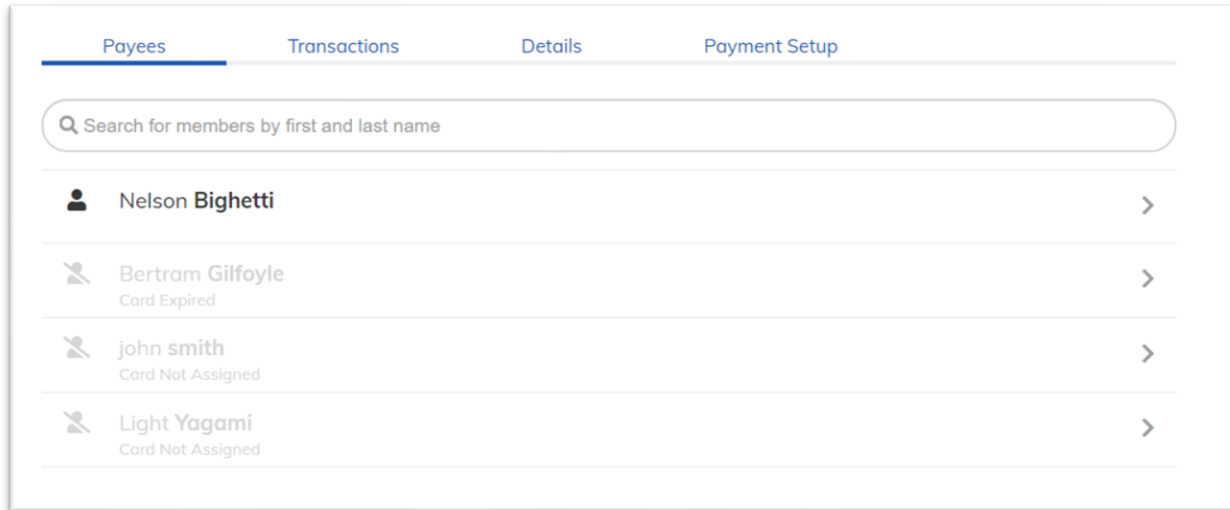 Payees Transactions Details Payment Setup
Search for members by first and last name
Nelson Bighetti
Bertram Gilfoyle
Card Expired
john smith
Card Not Assigned
Light Yagami
Card Not Assigned